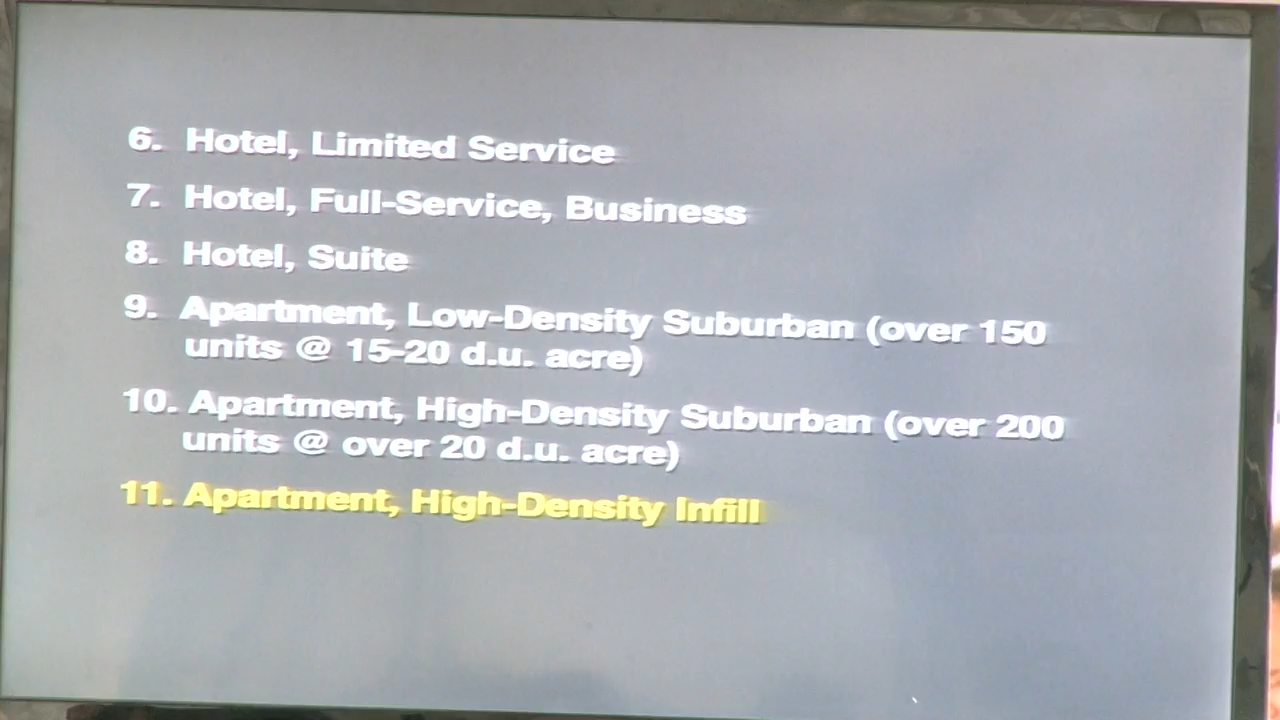 6. Hotel, Limited Service
7. Hotel, Full-Service, Business
8. Hotel, Suite
9. Apartment, Low-Density Suburban (over 150
units @ 15-20 d.u. acre)
10. Apartment, High-Density Suburban (over 200
units @ over 20 d.u. acre)
11. Apartment, High-Density Infill